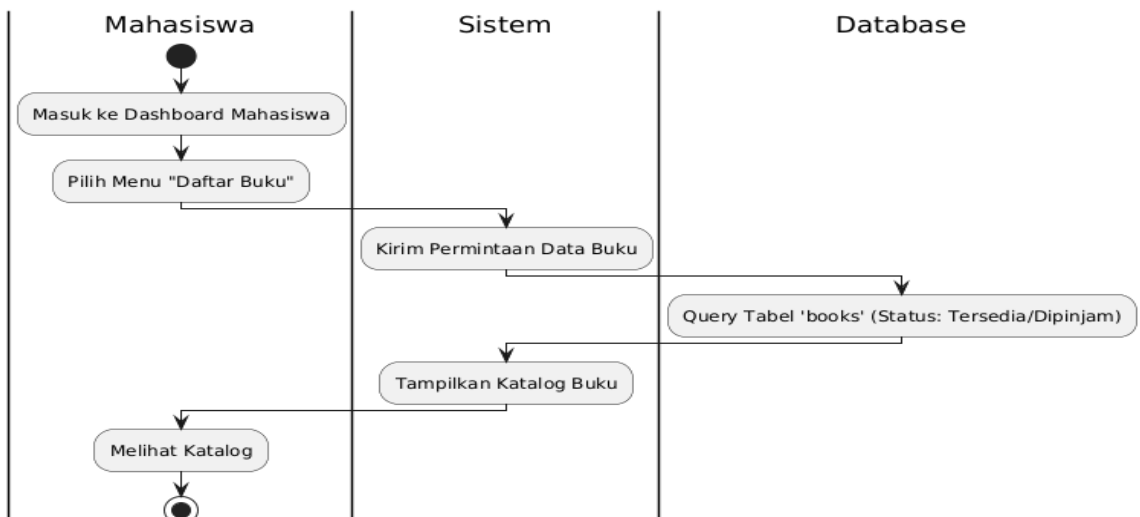 Mahasiswa
Sistem
Database
Masuk ke Dashboard Mahasiswa
Pilih Menu "Daftar Buku"
Kirim Permintaan Data Buku
Query Tabel 'books' (Status: Tersedia/Dipinjam)
Tampilkan Katalog Buku
Melihat Katalog